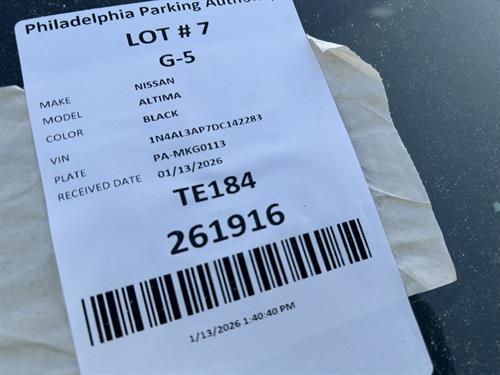 Philadelphia Parking
LOT # 7
G-5
MAKE NISSAN
MODEL ALTIMA
COLOR BLACK
VIN 1N4AL3AP7DC142283
PLATE PA-MKG0113
RECEIVED DATE 01/13/2026
TE184
261916
1/13/2026 1:40:40 PM